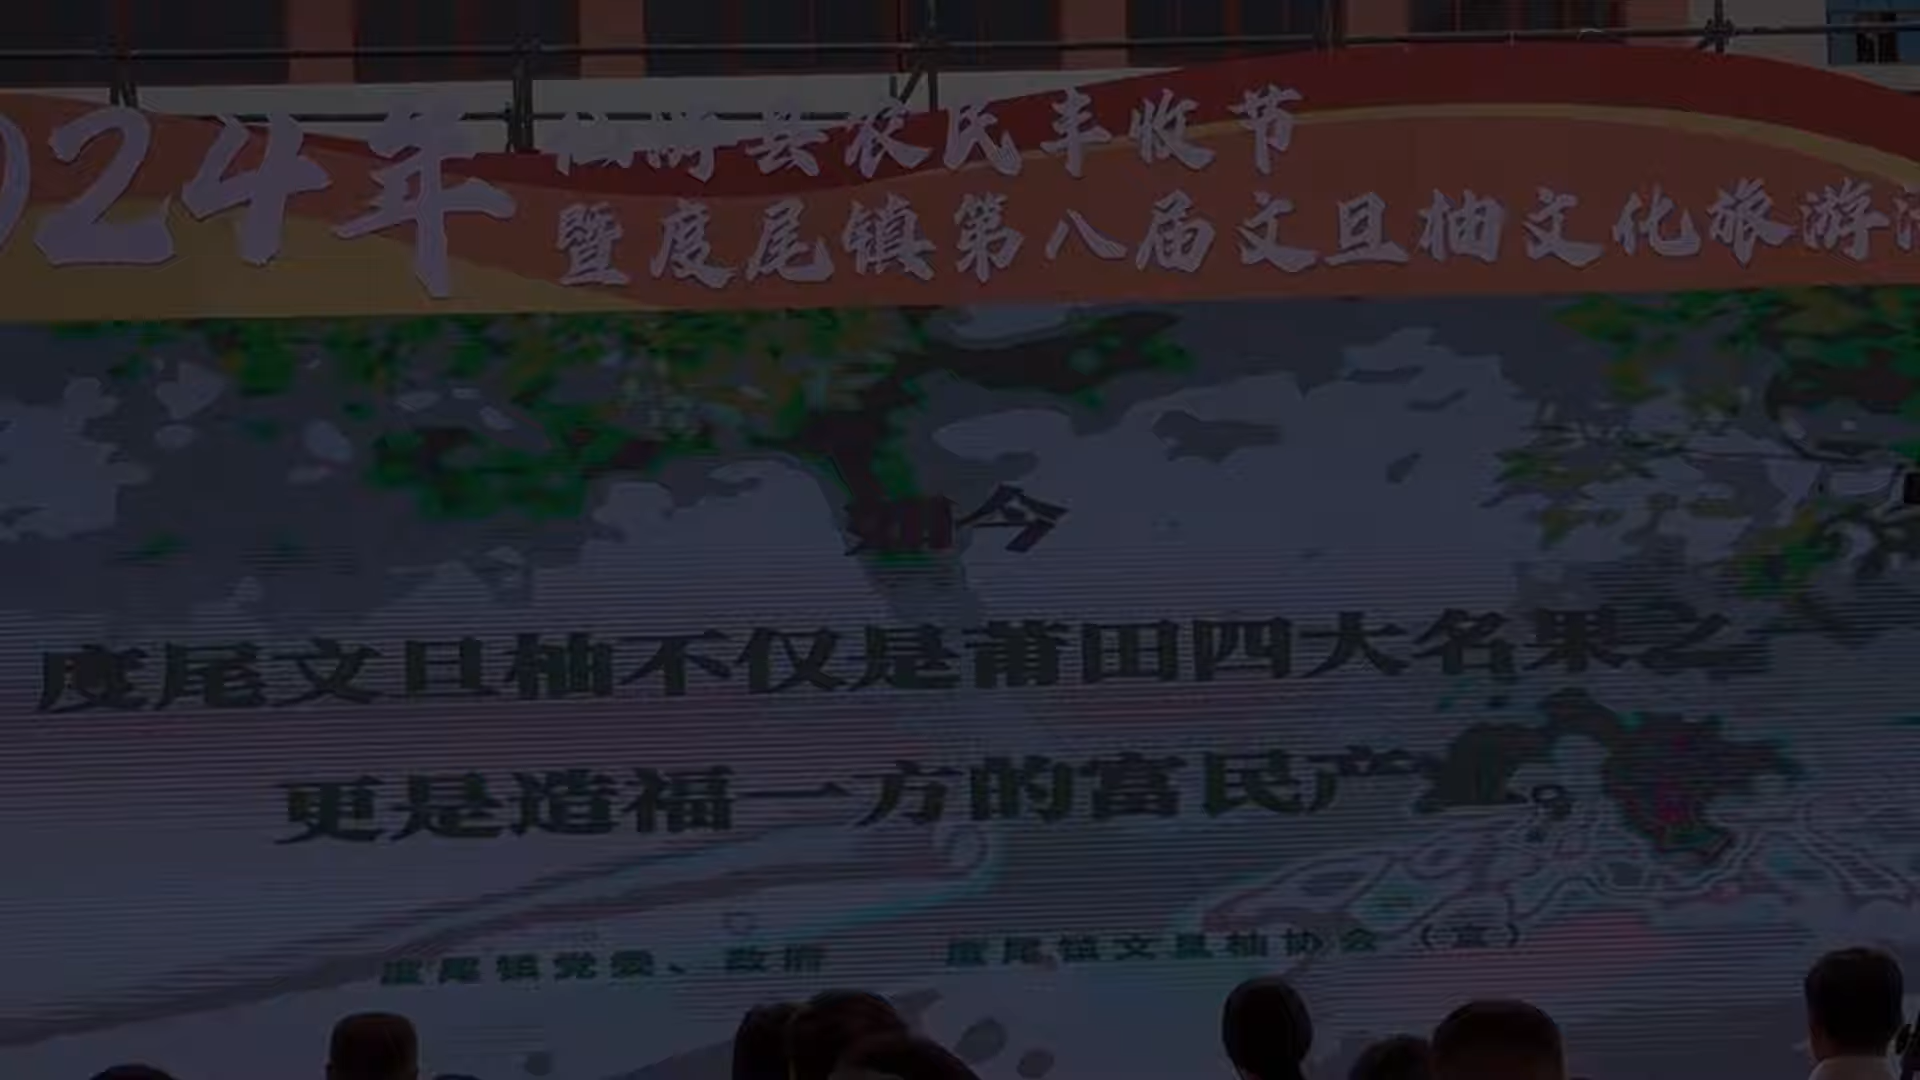 2024年
仙游县农民丰收节
暨度尾镇第八届文旦柚文化旅游
如今
度尾文旦柚不仅是莆田四大名果之一
更是造福一方的富民产业。
度尾镇党委、政府 度尾镇文旦柚协会（宣）